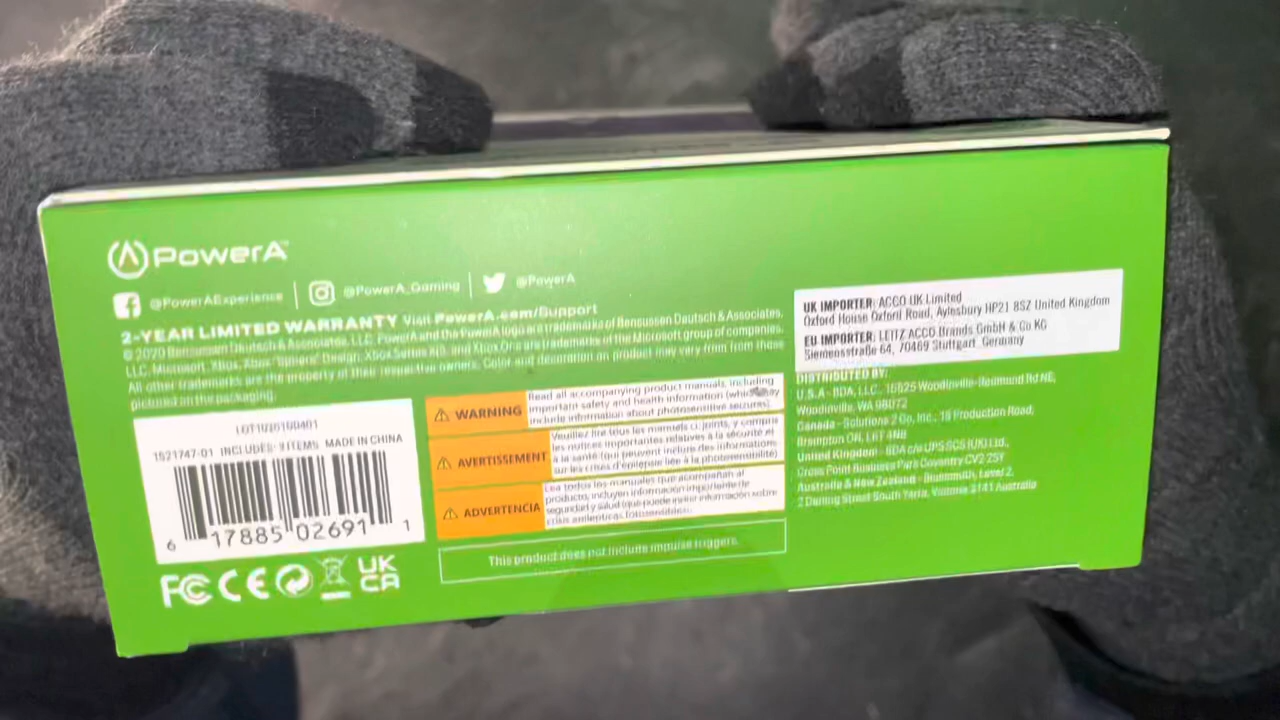 PowerA™
@PowerAExperience @PowerA_Gaming @PowerA
2-YEAR LIMITED WARRANTY Visit PowerA.com/Support
© 2020 Bensussen Deutsch & Associates, LLC. PowerA and the PowerA logo are trademarks of Bensussen Deutsch & Associates,
LLC. Microsoft, Xbox, Xbox "Sphere" Design, Xbox Series X|S, and Xbox One are trademarks of the Microsoft group of companies.
All other trademarks are the property of their respective owners. Color and decoration on product may vary from those
pictured on the packaging.
1521747-01 INCLUDES: 3 ITEMS MADE IN CHINA
6 17885 02691 1
FC CE UK
CA
WARNING
Read all accompanying product manuals, including
important safety and health information (which may
include information about photosensitive seizures).
AVERTISSEMENT
Veuillez lire tous les manuels ci-joints, y compris
les notices importantes relatives à la sécurité et
à la santé (qui peuvent inclure des informations
sur les crises d'épilepsie liée à la photosensibilité)
ADVERTENCIA
Lea todos los manuales que acompañan al
producto, incluyen información importante de
seguridad y salud (que puede incluir información sobre
This product does not include impulse triggers.
UK IMPORTER: ACCO UK Limited
Oxford House Oxford Road, Aylesbury HP21 8SZ United Kingdom
EU IMPORTER: LEITZ ACCO Brands GmbH & Co KG
Siemensstraße 64, 70469 Stuttgart, Germany
DISTRIBUTED BY:
U.S.A - BDA, LLC., 15525 Woodinville-Redmond Rd NE,
Woodinville, WA 98072
Canada - Solutions 2 Go, Inc., 15 Production Road,
Brampton ON, L6T 4N8
United Kingdom - BDA c/o UPS SCS (UK) Ltd.,
Cross Point Business Park Coventry CV2 2SY
Australia & New Zealand - Bluemouth, Level 2,
2 Darling Street South Yarra, Victoria 3141 Australia